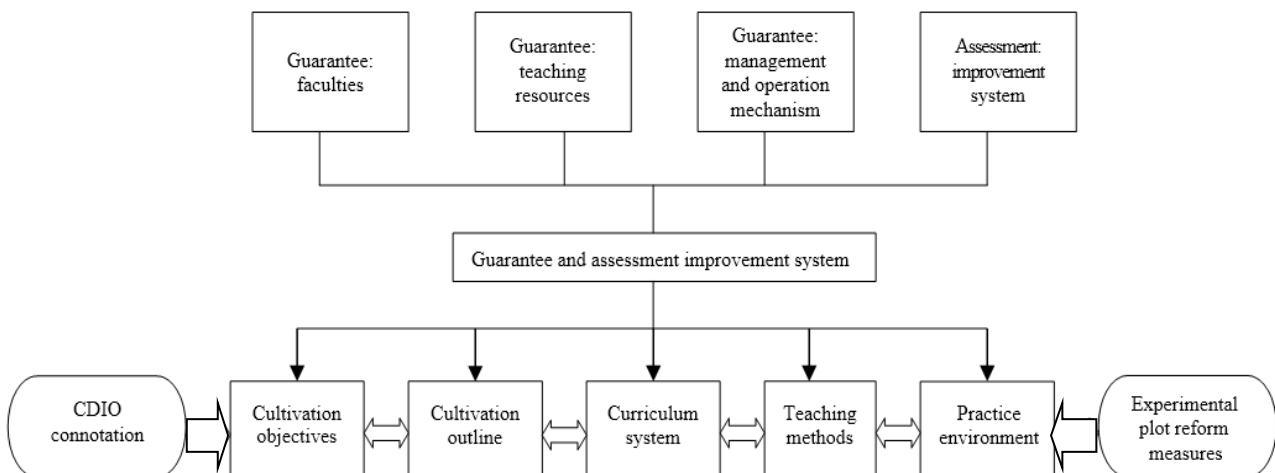 Guarantee:
faculties
Guarantee:
teaching
resources
Guarantee:
management
and operation
mechanism
Assessment:
improvement
system
Guarantee and assessment improvement system
CDIO
connotation
Cultivation
objectives
Cultivation
outline
Curriculum
system
Teaching
methods
Practice
environment
Experimental
plot reform
measures